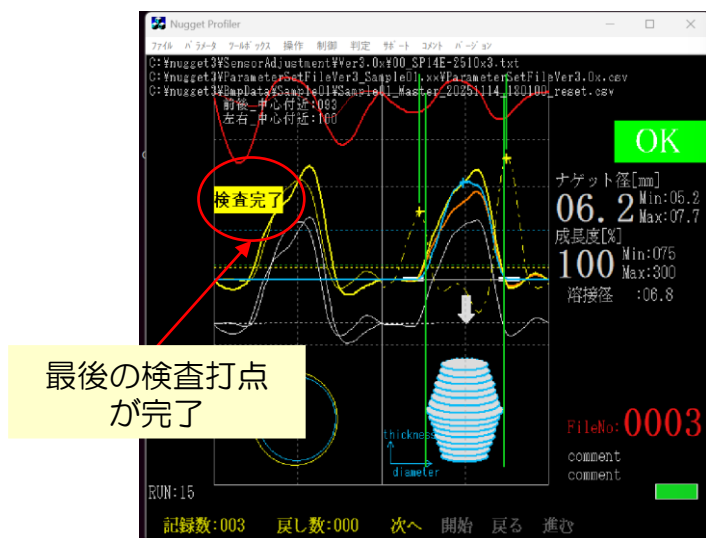 Nugget Profiler
ファイル パラメータ ツールボックス 操作 制御 判定 サポート コメント バージョン
C:¥nugget3¥SensorAdjustment¥Ver3.0x¥00_SP14E-2510x3.txt
C:¥nugget3¥ParameterSetFileVer3_Sample01.xx¥ParameterSetFileVer3.0x.csv
C:¥nugget3¥BmpData¥Sample01¥Sample01_Master_20251114_130100_reset.csv
前後_中心付近:093
左右_中心付近:100
OK
ナゲット径[mm]
06.2 Min:05.2
Max:07.7
成長度[%]
100 Min:075
Max:300
溶接径 :06.8
検査完了
最後の検査打点
が完了
thickness
diameter
FileNo:0003
comment
comment
RUN:15
記録数:003 戻し数:000 次へ 開始 戻る 進む